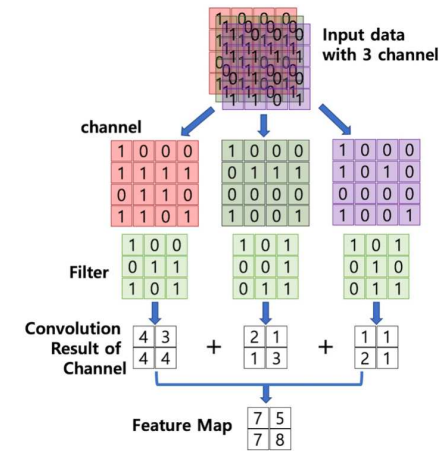 Input data
with 3 channel
channel
1 0 0 0 1 0 0 0 1 0 0 0
1 1 1 1 0 1 1 1 1 0 1 0
0 1 1 0 0 0 0 0 0 0 0 0
1 1 0 1 1 0 0 1 1 0 0 1
Filter
1 0 0 1 0 1 1 0 1
0 1 1 0 0 1 0 1 0
1 0 1 0 1 1 0 1 1
Convolution
Result of
Channel
4 3 + 2 1 + 1 1
4 4 1 3 2 1
Feature Map
7 5
7 8